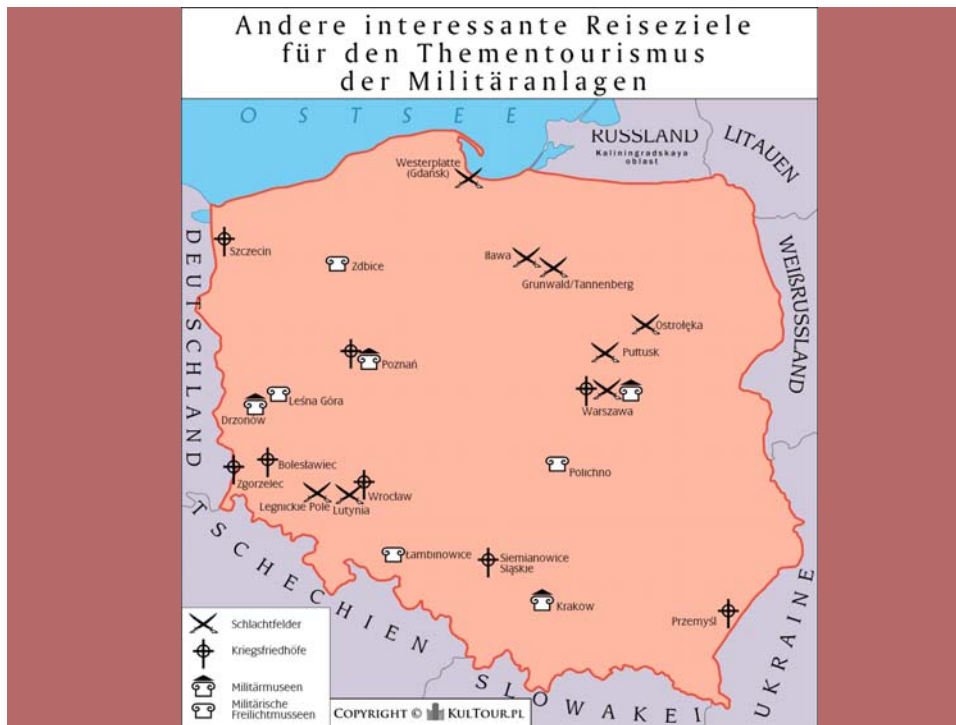 Andere interessante Reiseziele
für den Thementourismus
der Militäranlagen
OSTSEE
RUSSLAND
Kaliningradskaya
oblast
LITAUEN
Westerplatte
(Gdańsk)
DEUTSCHLAND
WEIßRUSSLAND
Szczecin
Zdbice
Iława
Grunwald/Tannenberg
Ostrołęka
Pułtusk
Poznań
Leśna Góra
Drzonów
Warszawa
Bolesławiec
Zgorzelec
Polichno
Legnickie Pole
Lutynia
Wrocław
TSCHECHIEN
Łambinowice
Siemianowice
Śląskie
Krakow
Przemyśl
UKRAINE
SLOWAKEI
Schlachtfelder
Kriegsfriedhöfe
Militärmuseen
Militärische
Freilichtmusseen
COPYRIGHT © KULTOUR.PL